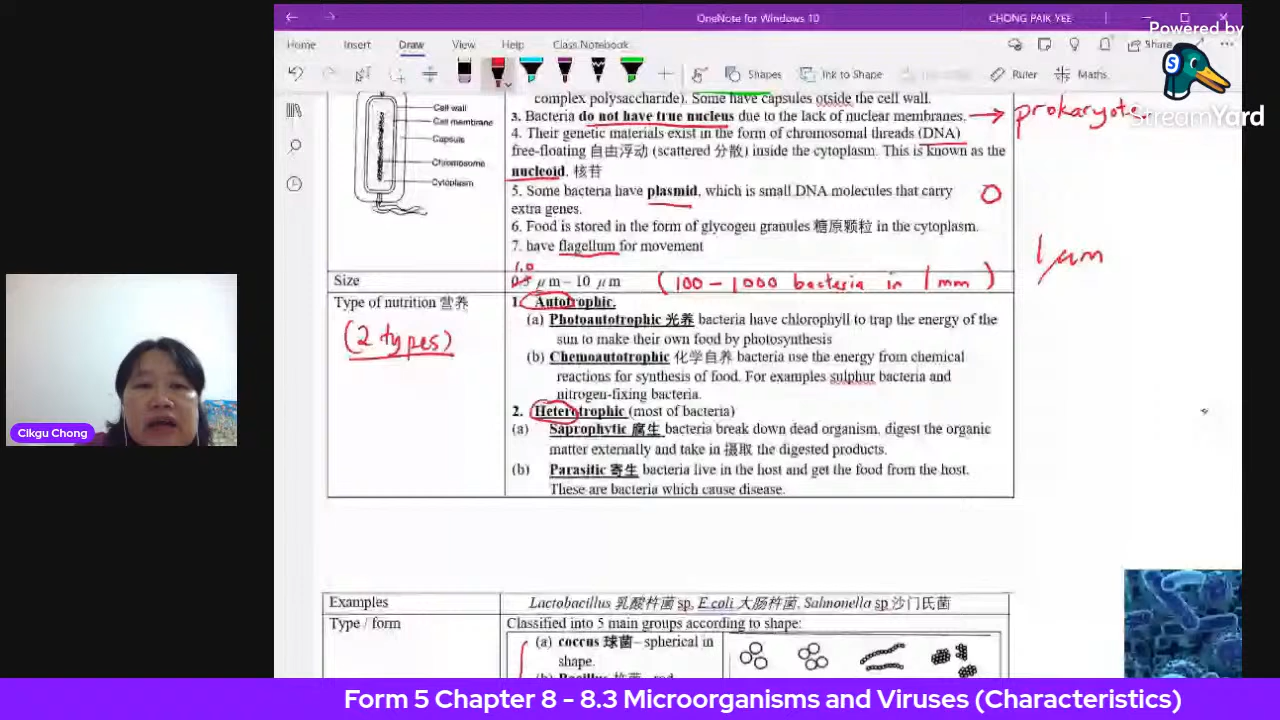 OneNote for Windows 10
CHONG PAIK YEE
Powered by
StreamYard
Home Insert Draw View Help Class Notebook
Share
Shapes Ink to Shape Ruler Maths
Cell wall
Cell membrane
Capsule
Chromosome
Cytoplasm
complex polysaccharide). Some have capsules otside the cell wall.
3. Bacteria do not have true nucleus due to the lack of nuclear membranes. → prokaryote
4. Their genetic materials exist in the form of chromosomal threads (DNA)
free-floating 自由浮动 (scattered 分散) inside the cytoplasm. This is known as the
nucleoid. 核苷
5. Some bacteria have plasmid, which is small DNA molecules that carry
extra genes.
6. Food is stored in the form of glycogen granules 糖原颗粒 in the cytoplasm.
7. have flagellum for movement
1 μm
Size
1.0
0.5 μm – 10 μm (100 – 1000 bacteria in 1 mm)
Type of nutrition 营养
(2 types)
1. Autotrophic.
(a) Photoautotrophic 光养 bacteria have chlorophyll to trap the energy of the
sun to make their own food by photosynthesis
(b) Chemoautotrophic 化学自养 bacteria use the energy from chemical
reactions for synthesis of food. For examples sulphur bacteria and
nitrogen-fixing bacteria.
2. Heterotrophic (most of bacteria)
(a) Saprophytic 腐生 bacteria break down dead organism, digest the organic
matter externally and take in 摄取 the digested products.
(b) Parasitic 寄生 bacteria live in the host and get the food from the host.
These are bacteria which cause disease.
Cikgu Chong
Examples
Lactobacillus 乳酸杆菌 sp, E.coli 大肠杆菌, Salmonella sp 沙门氏菌
Type / form
Classified into 5 main groups according to shape:
(a) coccus 球菌– spherical in
shape.
Form 5 Chapter 8 - 8.3 Microorganisms and Viruses (Characteristics)